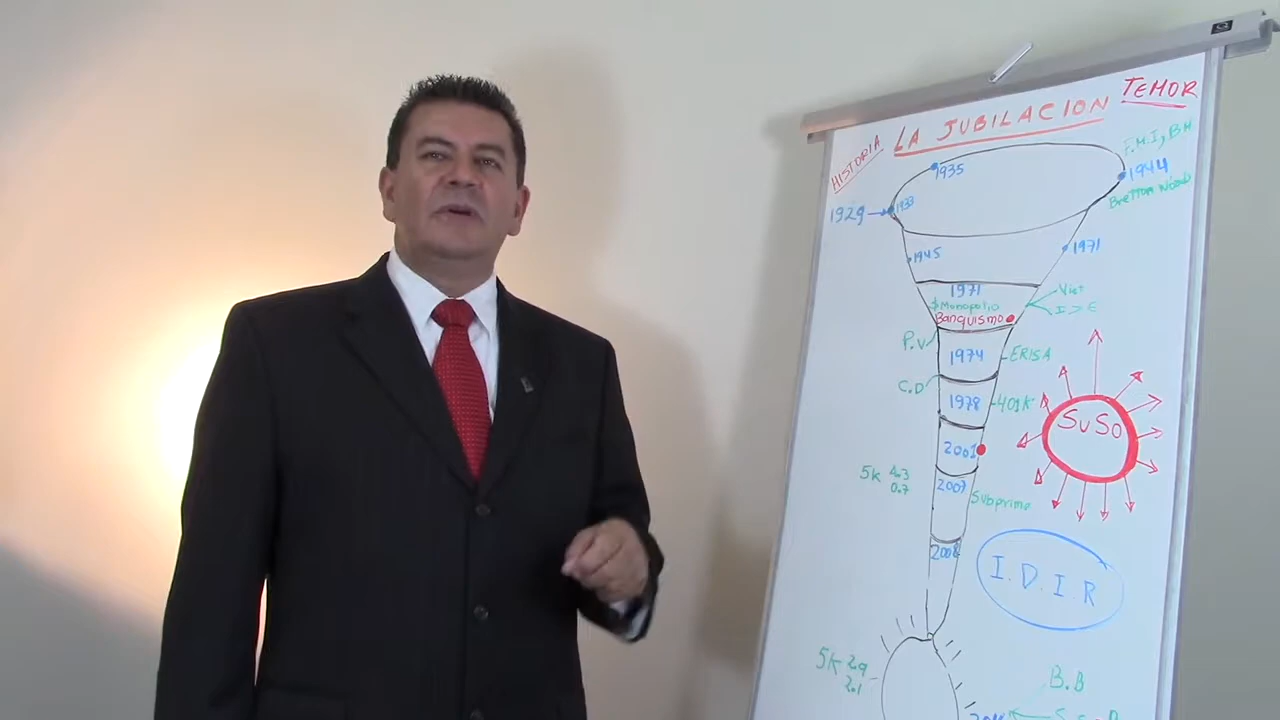 HISTORIA
LA JUBILACION
TEMOR
F.M.I, BM
1935
1944
Bretton Woods
1929
1933
1945
1971
1971
$Monopolio
Banquismo
Viet
I > E
P.V
1974
ERISA
C.D
1978
401K
SuSo
2001
5k 4.3
0.7
2007
Subprime
2008
I.D.I.R
5k 2.9
2.1
B.B